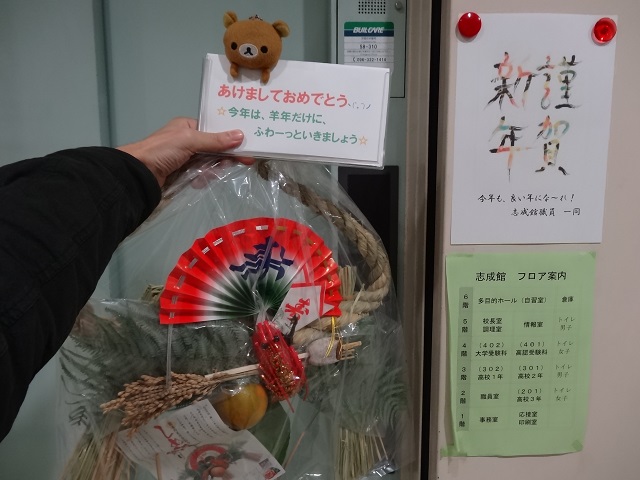 BUILCARE
58-310
あけましておめでとう
☆今年は、羊年だけに、
ふわーっといきましょう☆
寿
謹賀
新年
今年も、良い年にな〜れ!
志成館職員 一同
志成館 フロア案内
6階 多目的ホール (自習室) 倉庫
5階 校長室 調理室 情報室 トイレ 男子
4階 (402) 大学受験科 (401) 高認受験科 トイレ 女子
3階 (302) 高校1年 (301) 高校2年 トイレ 男子
2階 職員室 (201) 高校3年 トイレ 女子
1階 事務室 応接室 印刷室